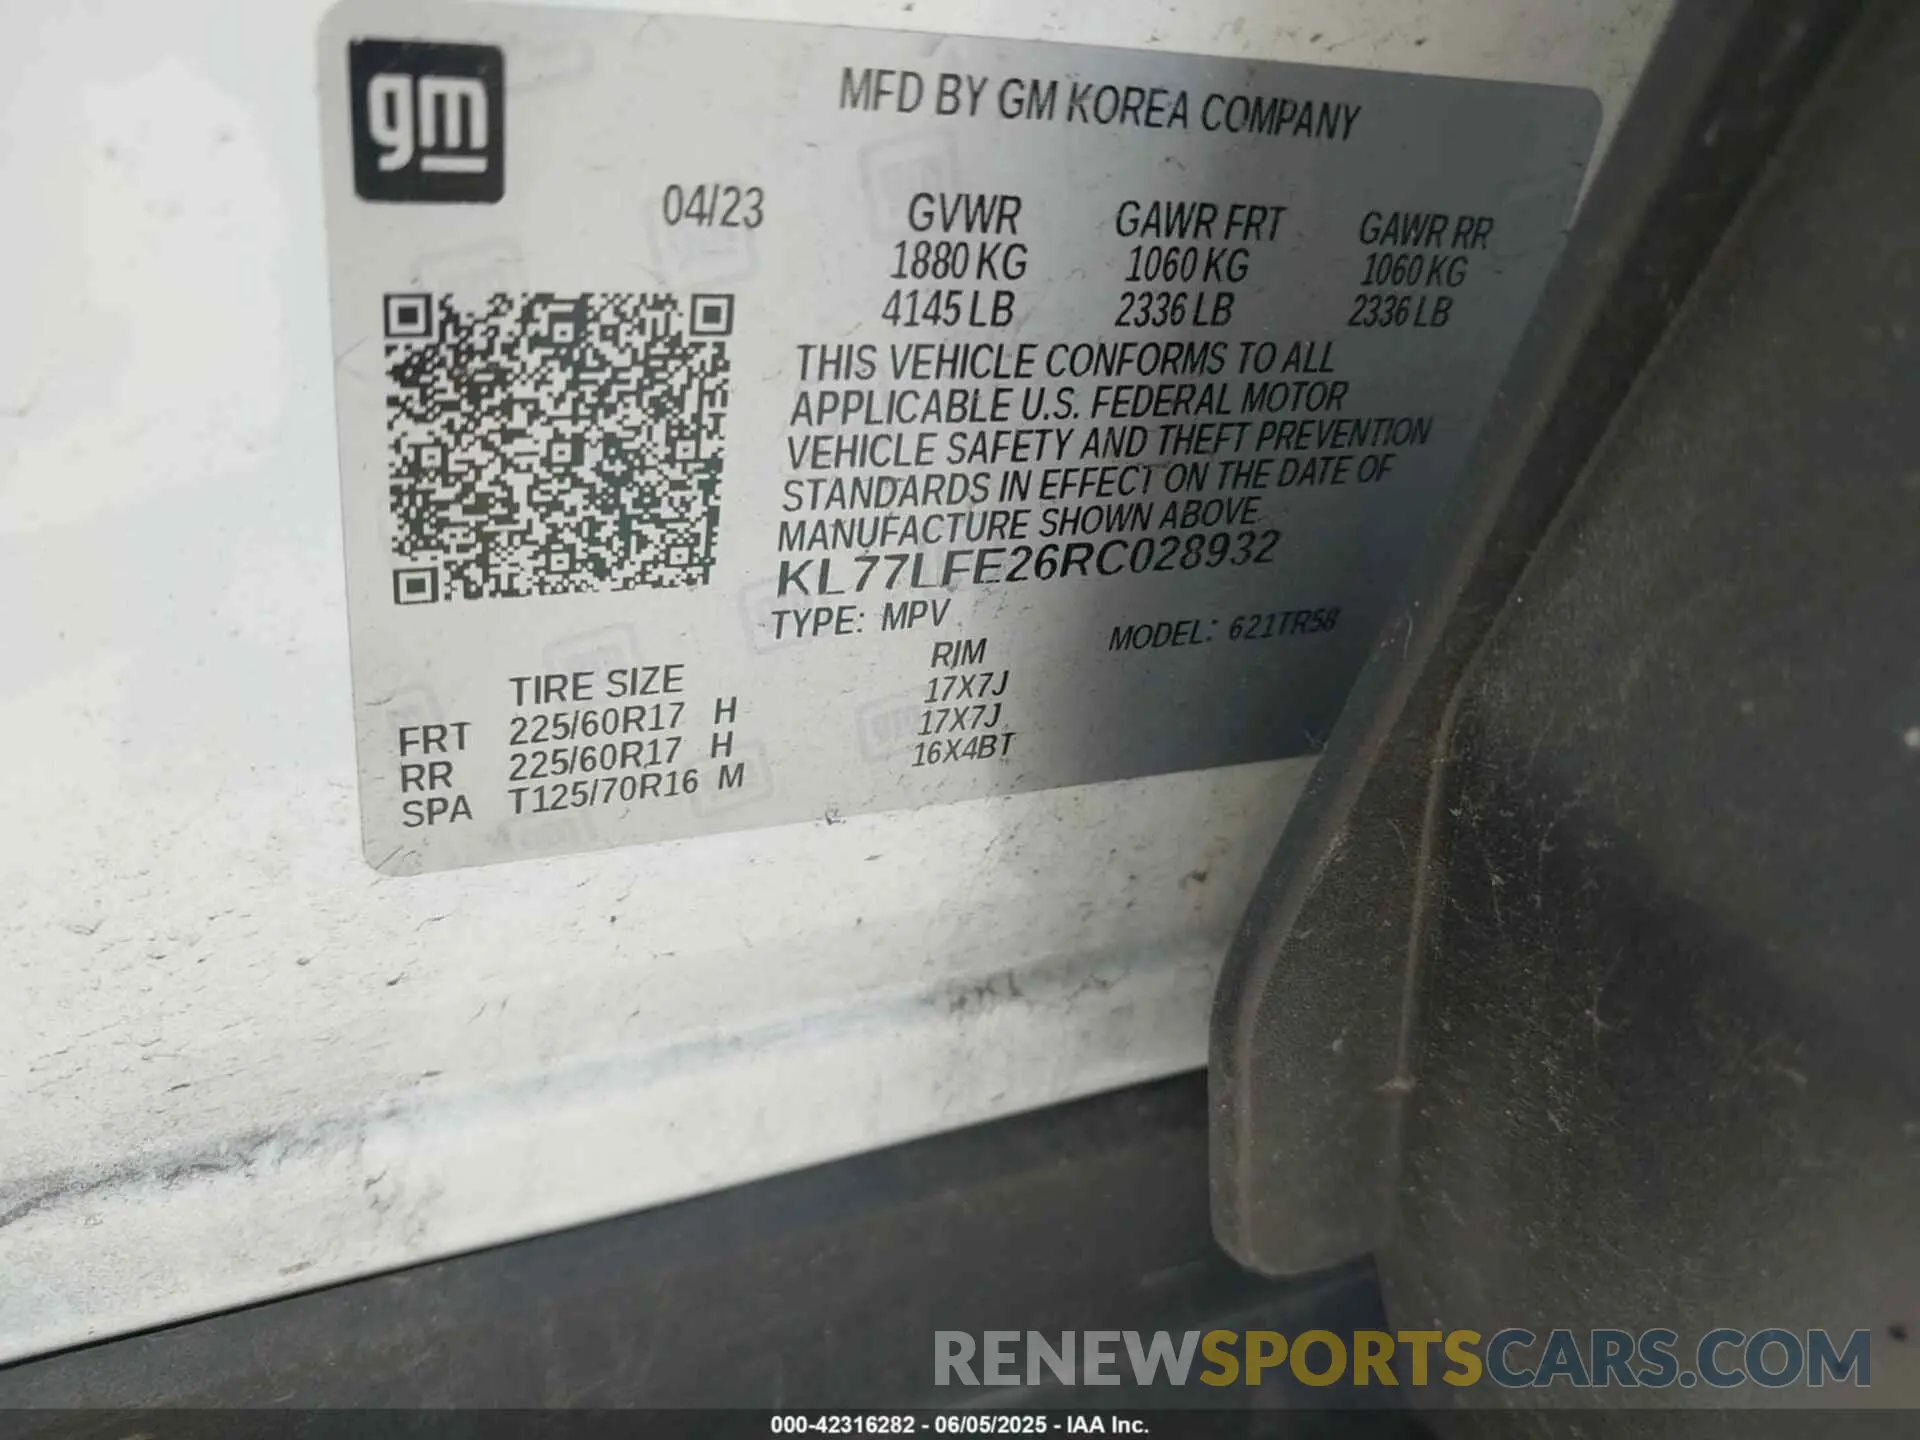 gm
MFD BY GM KOREA COMPANY
04/23
GVWR GAWR FRT GAWR RR
1880 KG 1060 KG 1060 KG
4145 LB 2336 LB 2336 LB
THIS VEHICLE CONFORMS TO ALL
APPLICABLE U.S. FEDERAL MOTOR
VEHICLE SAFETY AND THEFT PREVENTION
STANDARDS IN EFFECT ON THE DATE OF
MANUFACTURE SHOWN ABOVE
KL77LFE26RC028932
TYPE: MPV MODEL: 621TR58
TIRE SIZE RIM
FRT 225/60R17 H 17X7J
RR 225/60R17 H 17X7J
SPA T125/70R16 M 16X4BT
RENEWSPORTSCARS.COM
000-42316282 - 06/05/2025 - IAA Inc.